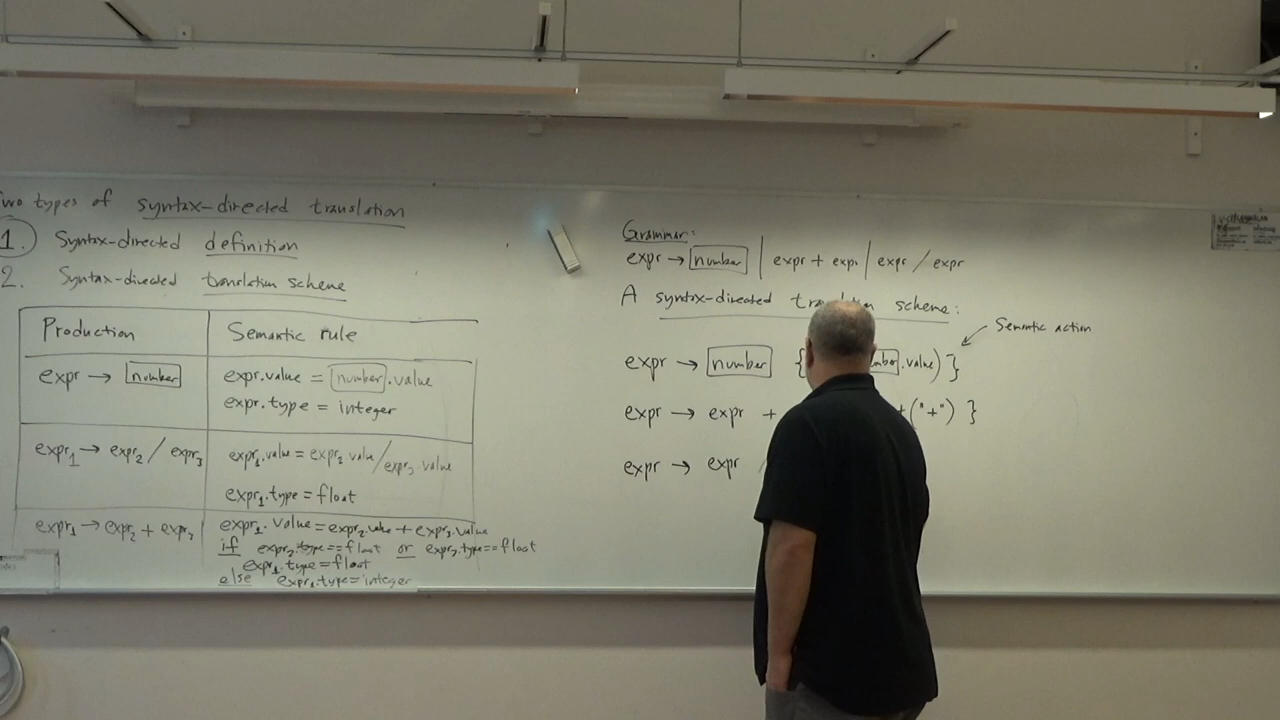 Two types of syntax-directed translation
1. Syntax-directed definition
2. Syntax-directed translation scheme
Production Semantic rule
expr → number expr.value = number.value
expr.type = integer
expr1 → expr2 / expr3 expr1.value = expr2.value / expr3.value
expr1.type = float
expr1 → expr2 + expr3 expr1.value = expr2.value + expr3.value
if expr2.type == float or expr3.type == float
expr1.type = float
else expr1.type = integer
Grammar:
expr → number | expr + expr | expr / expr
A syntax-directed translation scheme:
Semantic action
expr → number { .value) }
expr → expr + ("+") }
expr → expr